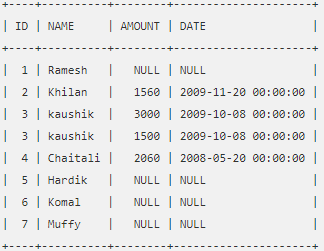 +----+----------+--------+---------------------+
| ID | NAME     | AMOUNT | DATE                |
+----+----------+--------+---------------------+
|  1 | Ramesh   |   NULL | NULL                |
|  2 | Khilan   |   1560 | 2009-11-20 00:00:00 |
|  3 | kaushik  |   3000 | 2009-10-08 00:00:00 |
|  3 | kaushik  |   1500 | 2009-10-08 00:00:00 |
|  4 | Chaitali |   2060 | 2008-05-20 00:00:00 |
|  5 | Hardik   |   NULL | NULL                |
|  6 | Komal    |   NULL | NULL                |
|  7 | Muffy    |   NULL | NULL                |
+----+----------+--------+---------------------+